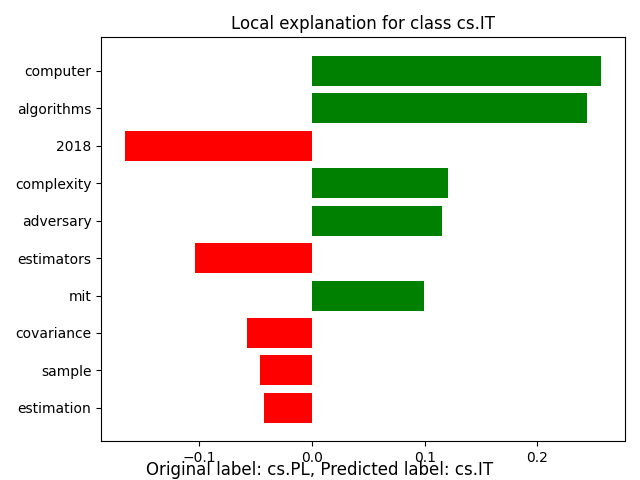 Local explanation for class cs.IT
computer
algorithms
2018
complexity
adversary
estimators
mit
covariance
sample
estimation
−0.1 0.0 0.1 0.2
Original label: cs.PL, Predicted label: cs.IT